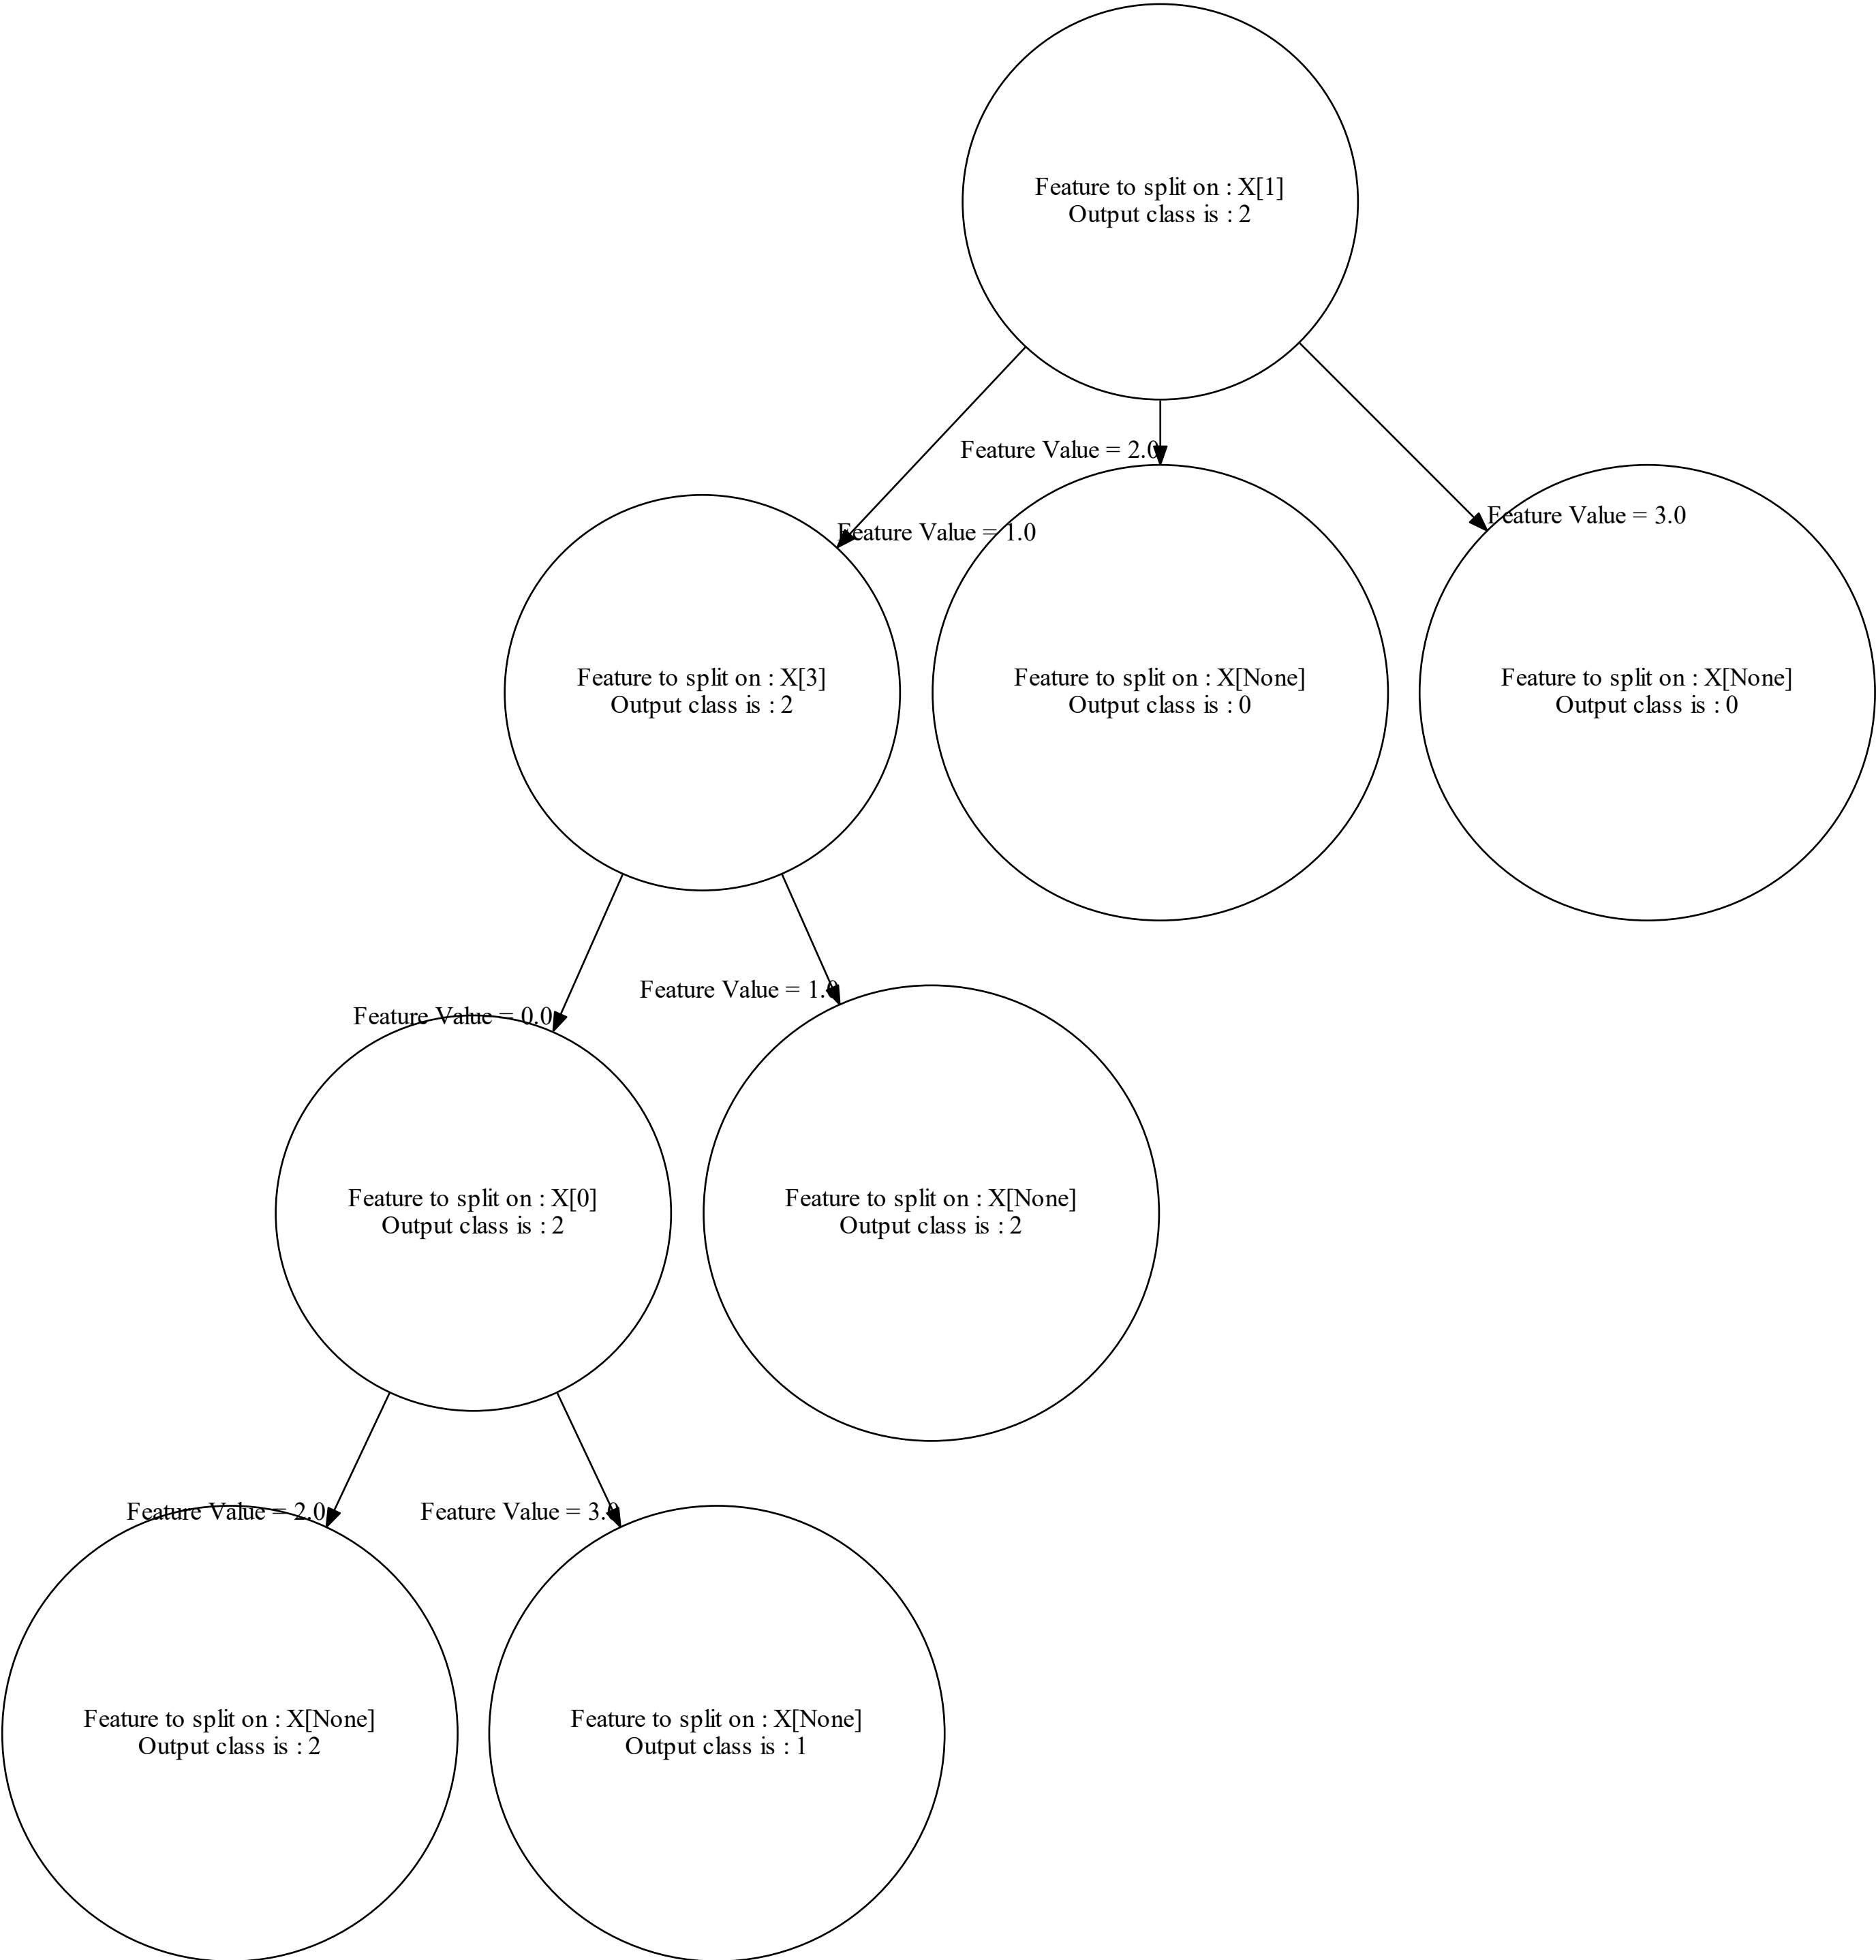 Feature to split on : X[1]
Output class is : 2
Feature Value = 2.0
Feature Value = 1.0
Feature Value = 3.0
Feature to split on : X[3]
Output class is : 2
Feature to split on : X[None]
Output class is : 0
Feature to split on : X[None]
Output class is : 0
Feature Value = 0.0
Feature Value = 1.0
Feature to split on : X[0]
Output class is : 2
Feature to split on : X[None]
Output class is : 2
Feature Value = 2.0
Feature Value = 3.0
Feature to split on : X[None]
Output class is : 2
Feature to split on : X[None]
Output class is : 1